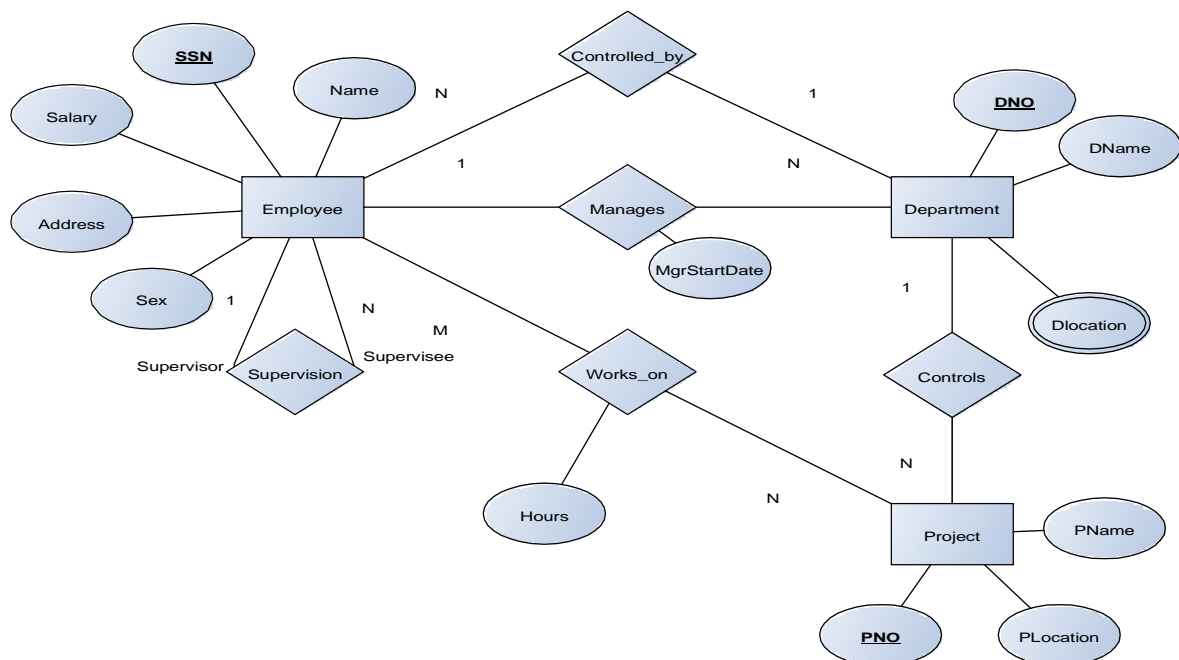 SSN
Controlled_by
Name
N
1
DNO
Salary
DName
1
N
Employee
Manages
Department
Address
MgrStartDate
Sex
1
N
1
Dlocation
M
Supervisor
Supervisee
Supervision
Works_on
Controls
N
N
Hours
Project
PName
PNO
PLocation